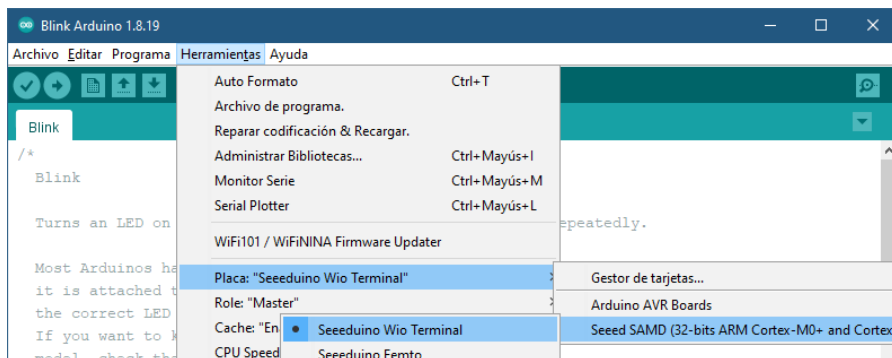 Blink Arduino 1.8.19
Archivo Editar Programa Herramientas Ayuda
Blink
Auto Formato Ctrl+T
Archivo de programa.
Reparar codificación & Recargar.
Administrar Bibliotecas... Ctrl+Mayús+I
Monitor Serie Ctrl+Mayús+M
Serial Plotter Ctrl+Mayús+L
WiFi101 / WiFiNINA Firmware Updater
Placa: "Seeeduino Wio Terminal"
Role: "Master"
Cache: "En
CPU Speed
Gestor de tarjetas...
Arduino AVR Boards
Seeed SAMD (32-bits ARM Cortex-M0+ and Cortex
Seeeduino Wio Terminal
Seeeduino Femto
/*
Blink
Turns an LED on epeatedly.
Most Arduinos ha
it is attached t
the correct LED
If you want to k